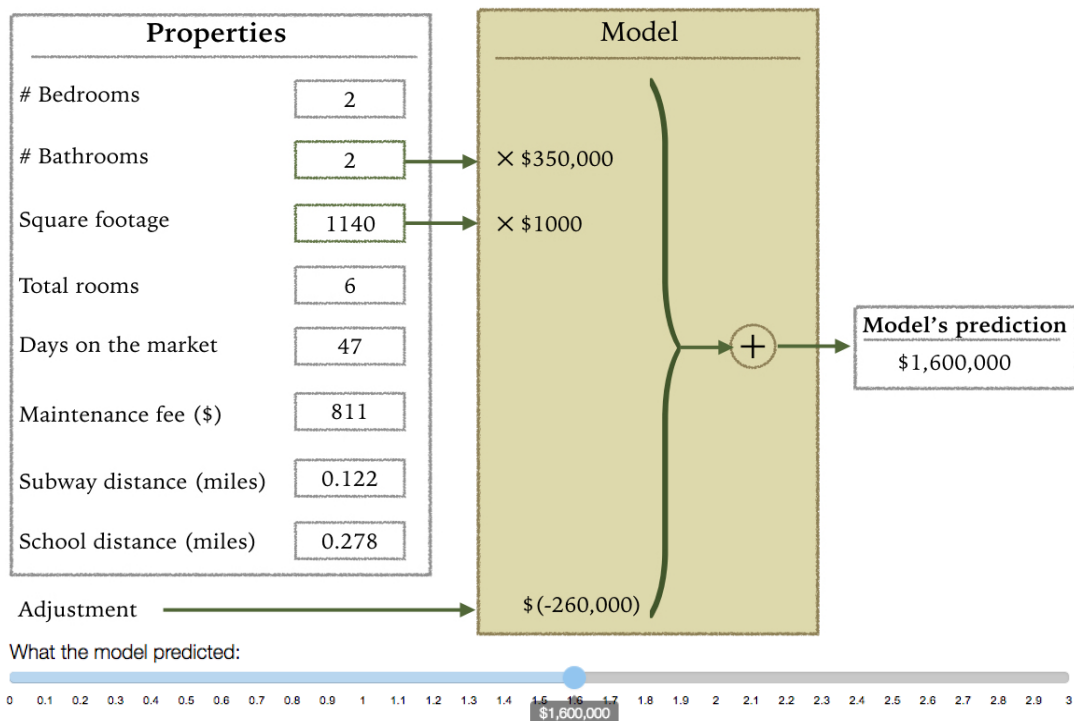 Properties
Model
# Bedrooms
2
# Bathrooms
2
× $350,000
Square footage
1140
× $1000
Total rooms
6
Model's prediction
$1,600,000
Days on the market
47
+
Maintenance fee ($)
811
Subway distance (miles)
0.122
School distance (miles)
0.278
Adjustment
$(-260,000)
What the model predicted:
0 0.1 0.2 0.3 0.4 0.5 0.6 0.7 0.8 0.9 1 1.1 1.2 1.3 1.4 1.5 1.6 1.7 1.8 1.9 2 2.1 2.2 2.3 2.4 2.5 2.6 2.7 2.8 2.9 3
$1,600,000